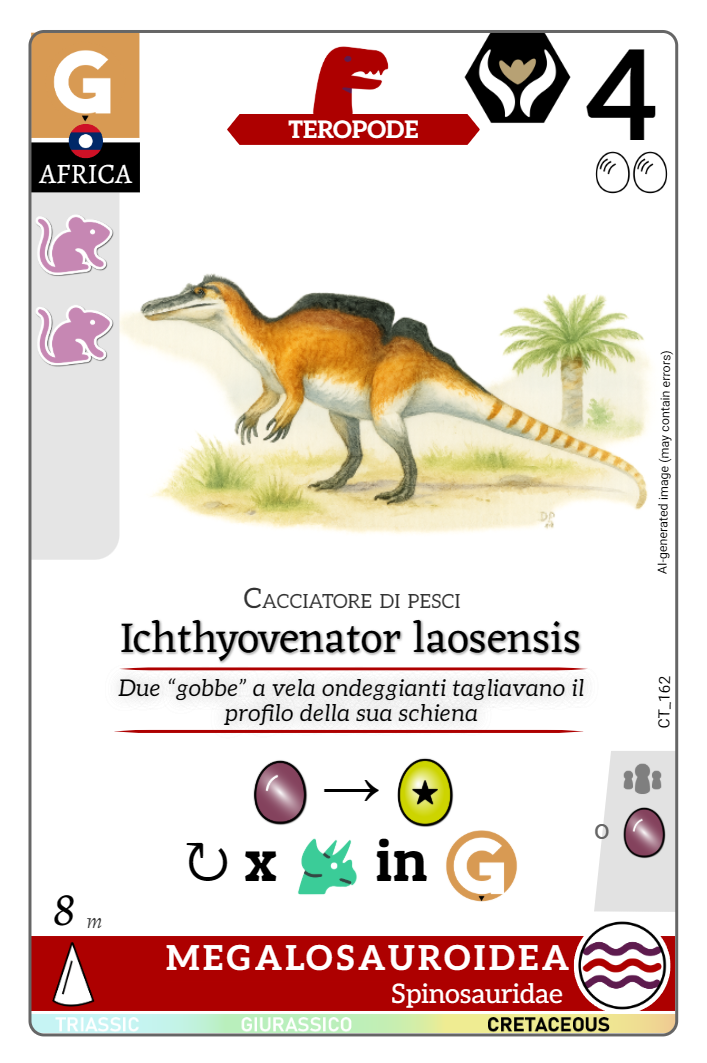 G
AFRICA
TEROPODE
4
AI-generated image (may contain errors)
CACCIATORE DI PESCI
Ichthyovenator laosensis
Due “gobbe” a vela ondeggianti tagliavano il
profilo della sua schiena
CT_162
→
↻ x in G
o
8 m
MEGALOSAUROIDEA
Spinosauridae
TRIASSIC GIURASSICO CRETACEOUS